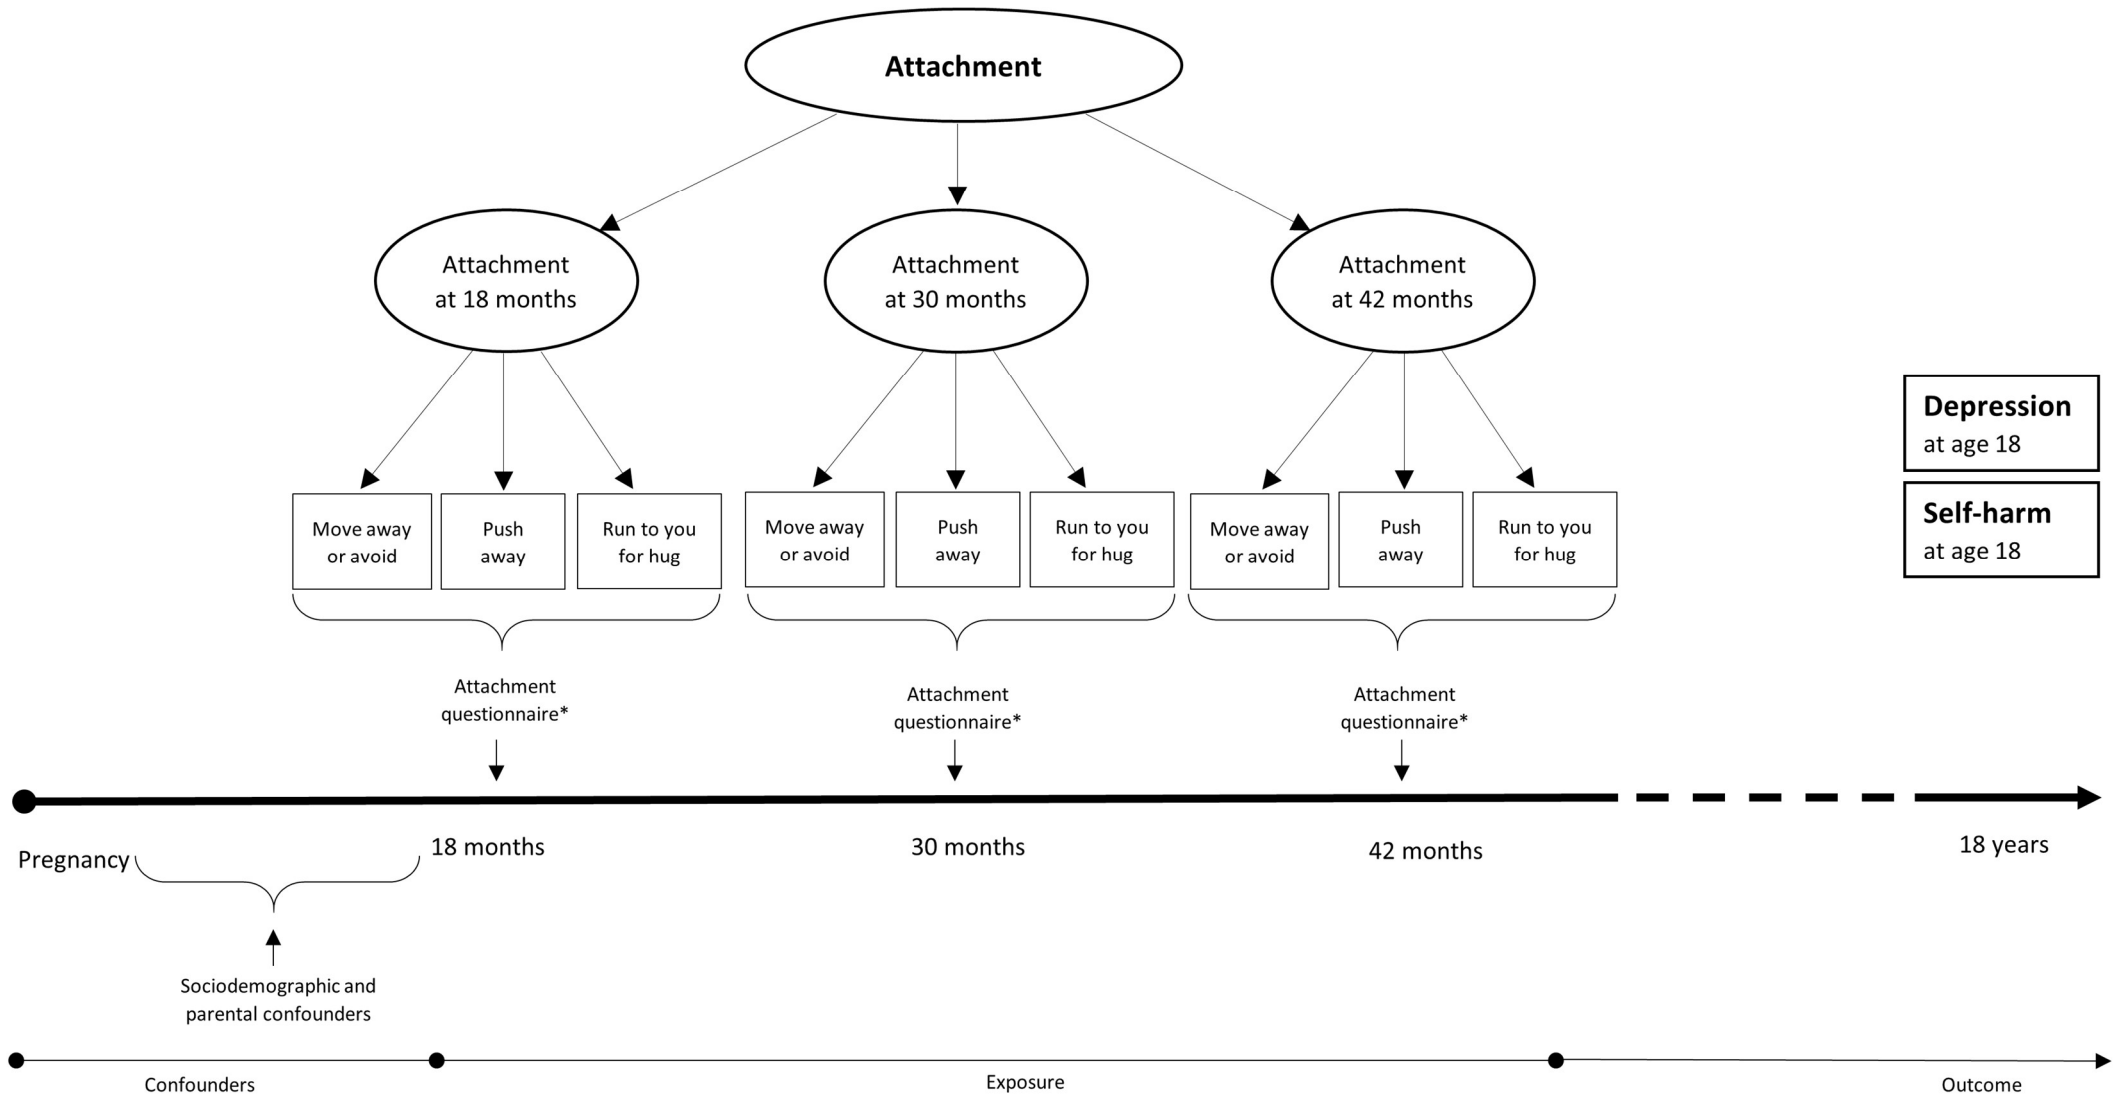 Attachment
Attachment
at 18 months
Attachment
at 30 months
Attachment
at 42 months
Depression
at age 18
Self-harm
at age 18
Move away
or avoid
Push
away
Run to you
for hug
Move away
or avoid
Push
away
Run to you
for hug
Move away
or avoid
Push
away
Run to you
for hug
Attachment
questionnaire*
Attachment
questionnaire*
Attachment
questionnaire*
Pregnancy
18 months
30 months
42 months
18 years
Sociodemographic and
parental confounders
Confounders
Exposure
Outcome